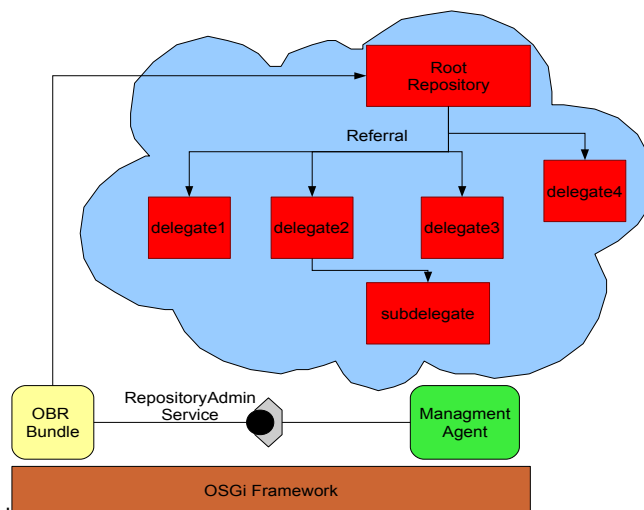 Root
Repository
Referral
delegate4
delegate1
delegate2
delegate3
subdelegate
RepositoryAdmin
Service
OBR
Bundle
Managment
Agent
OSGi Framework